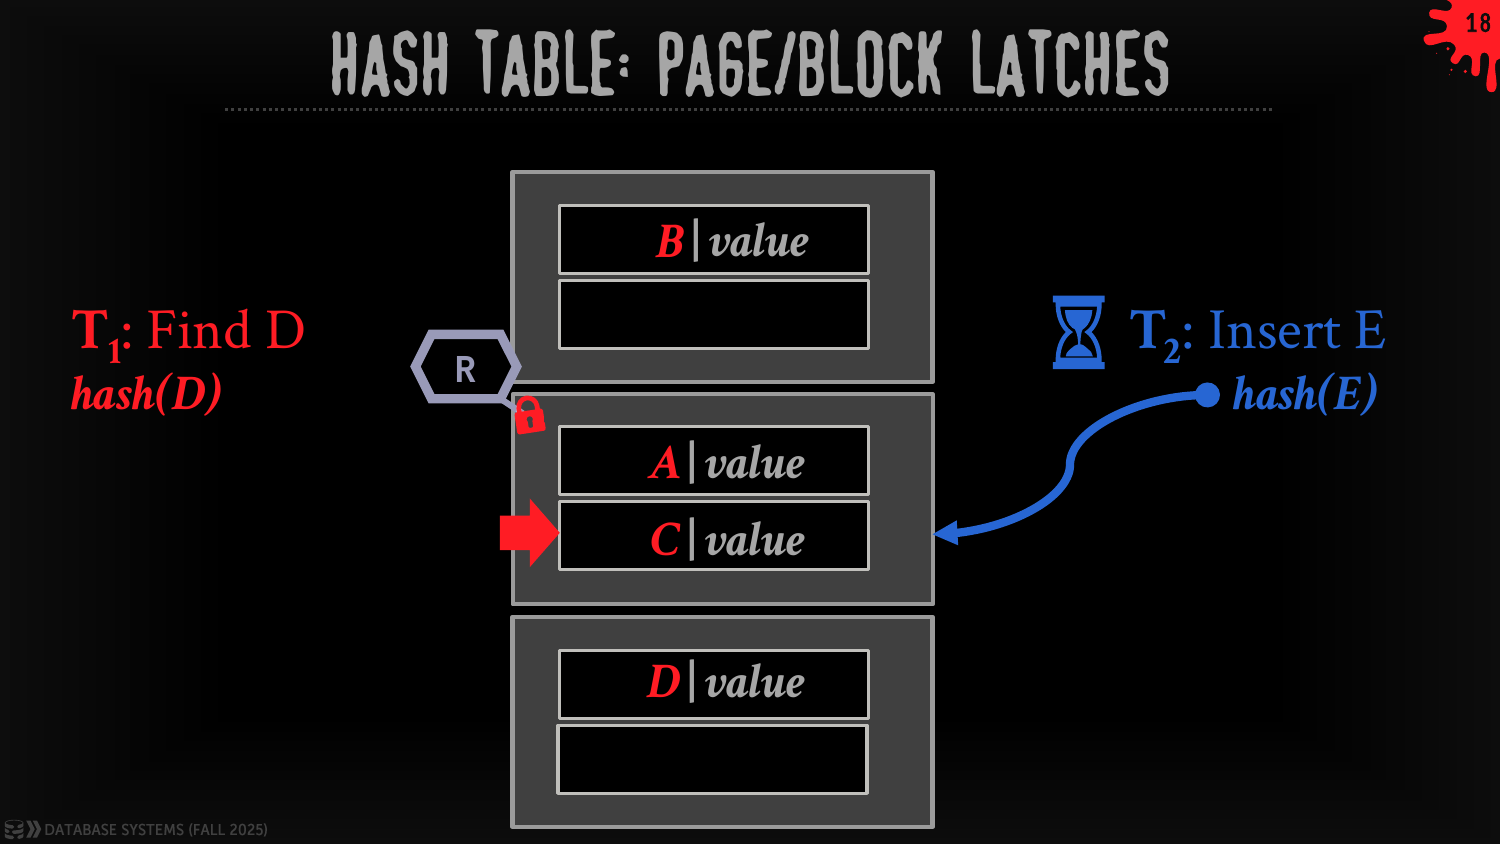 18
HASH TABLE: PAGE/BLOCK LATCHES
B|value
T1: Find D
hash(D)
R
T2: Insert E
hash(E)
A|value
C|value
D|value
DATABASE SYSTEMS (FALL 2025)